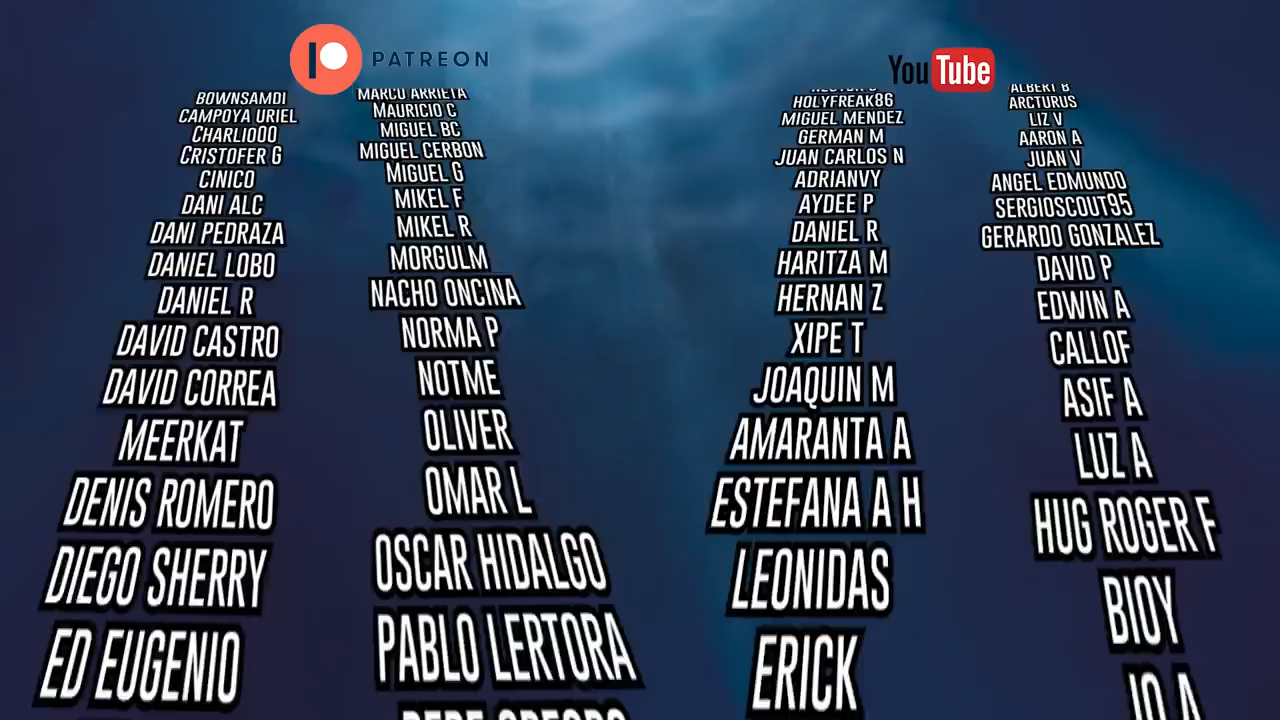 PATREON
BOWNSAMDI
CAMPOYA URIEL
CHARLIOOO
CRISTOFER G
CINICO
DANI ALC
DANI PEDRAZA
DANIEL LOBO
DANIEL R
DAVID CASTRO
DAVID CORREA
MEERKAT
DENIS ROMERO
DIEGO SHERRY
ED EUGENIO
MARCO ARRIETA
MAURICIO C
MIGUEL BC
MIGUEL CERBON
MIGUEL G
MIKEL F
MIKEL R
MORGULM
NACHO ONCINA
NORMA P
NOTME
OLIVER
OMAR L
OSCAR HIDALGO
PABLO LERTORA
YouTube
HOLYFREAK86
MIGUEL MENDEZ
GERMAN M
JUAN CARLOS N
ADRIANVY
AYDEE P
DANIEL R
HARITZA M
HERNAN Z
XIPE T
JOAQUIN M
AMARANTA A
ESTEFANA A H
LEONIDAS
ERICK
ALBERT B
ARCTURUS
LIZ V
AARON A
JUAN V
ANGEL EDMUNDO
SERGIOSCOUT95
GERARDO GONZALEZ
DAVID P
EDWIN A
CALLOF
ASIF A
LUZ A
HUG ROGER F
BIOY